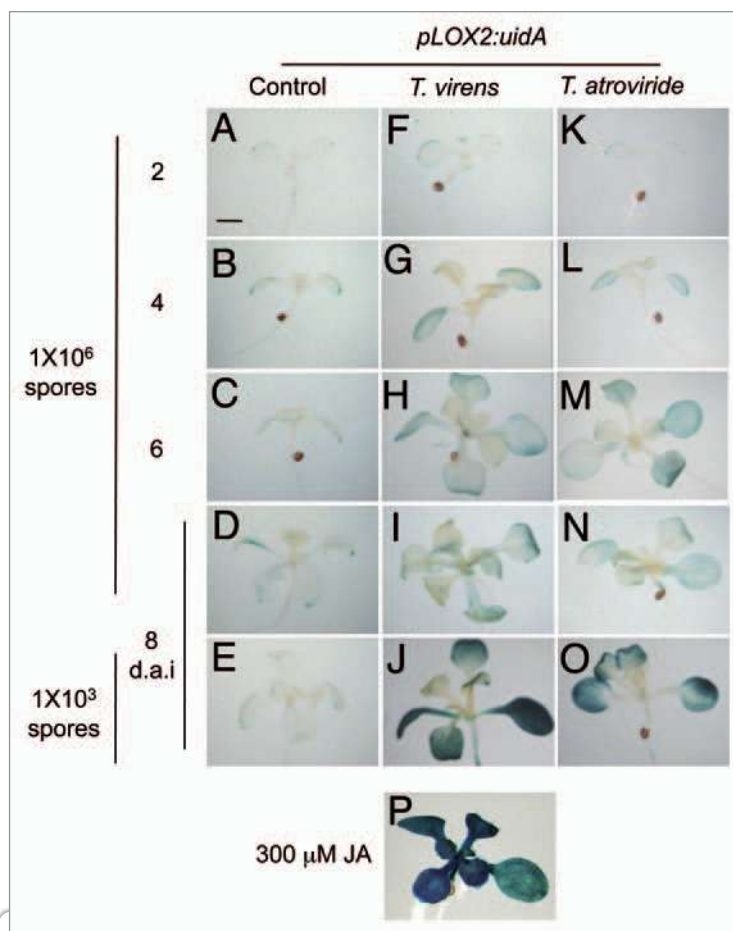 pLOX2:uidA
Control T. virens T. atroviride
A F K
2
B G L
4
1X10⁶
spores
C H M
6
D I N
8
d.a.i
E J O
1X10³
spores
P
300 μM JA